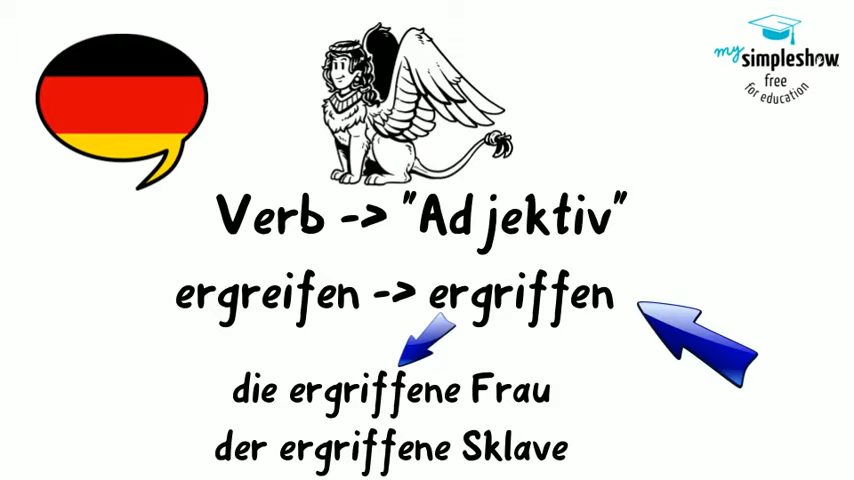 my
simpleshow
free
for education
Verb -> "Adjektiv"
ergreifen -> ergriffen
die ergriffene Frau
der ergriffene Sklave